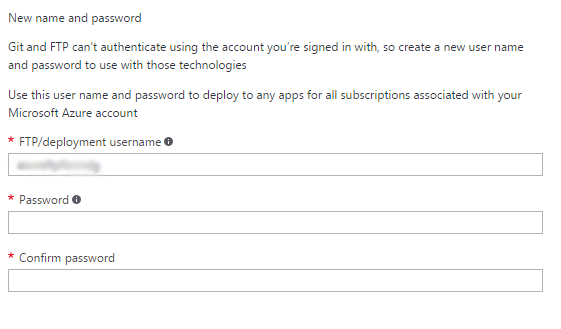 New name and password
Git and FTP can't authenticate using the account you're signed in with, so create a new user name
and password to use with those technologies
Use this user name and password to deploy to any apps for all subscriptions associated with your
Microsoft Azure account
* FTP/deployment username
* Password
* Confirm password